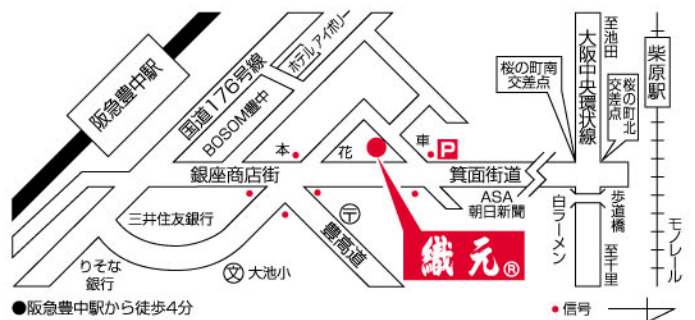 阪急豊中駅
国道176号線
BOSOM豊中
ホテルアイボリー
本
花
車
P
銀座商店街
箕面街道
三井住友銀行
りそな
銀行
文
大池小
〒
豊高道
織元®
ASA
朝日新聞
桜の町南
交差点
大阪中央環状線
至池田
桜の町北
交差点
柴原駅
白ラーメン
歩道橋
至千里
モノレール
●阪急豊中駅から徒歩4分
●信号